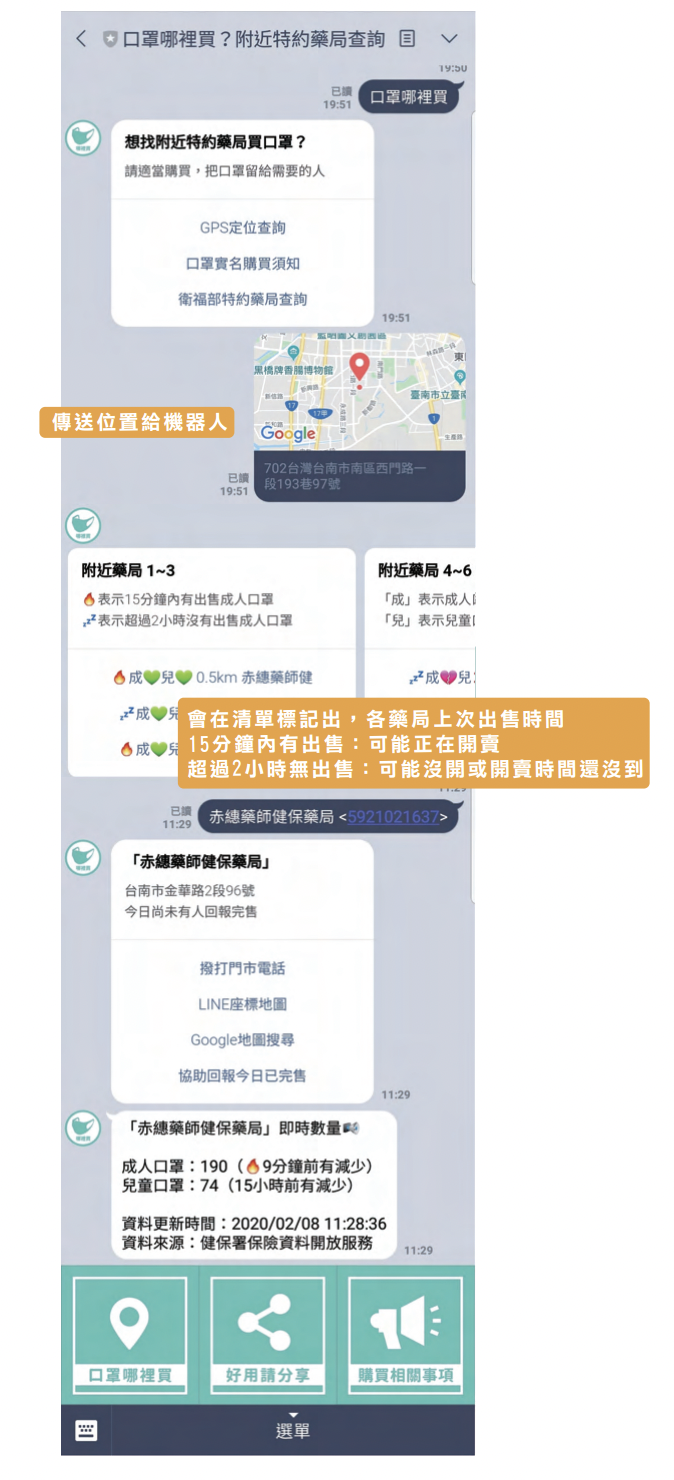 口罩哪裡買？附近特約藥局查詢
19:50
已讀
19:51
口罩哪裡買
想找附近特約藥局買口罩？
請適當購買，把口罩留給需要的人
GPS定位查詢
口罩實名購買須知
衛福部特約藥局查詢
19:51
黑橋牌香腸博物館
東
臺南市立臺南
17
17甲
1
Google
傳送位置給機器人
已讀
19:51
702台灣台南市南區西門路一
段193巷97號
附近藥局 1~3
🔥表示15分鐘內有出售成人口罩
💤表示超過2小時沒有出售成人口罩
🔥成💚兒💚 0.5km 赤繐藥師健
💤成💚兒
🔥成💚兒
附近藥局 4~6
「成」表示成人
「兒」表示兒童
💤成💔兒
會在清單標記出，各藥局上次出售時間
15分鐘內有出售：可能正在開賣
超過2小時無出售：可能沒開或開賣時間還沒到
11:29
已讀
11:29
赤繐藥師健保藥局 <5921021637>
「赤繐藥師健保藥局」
台南市金華路2段96號
今日尚未有人回報完售
撥打門市電話
LINE座標地圖
Google地圖搜尋
協助回報今日已完售
11:29
「赤繐藥師健保藥局」即時數量🔊
成人口罩：190（🔥9分鐘前有減少）
兒童口罩：74（15小時前有減少）
資料更新時間：2020/02/08 11:28:36
資料來源：健保署保險資料開放服務
11:29
口罩哪裡買
好用請分享
購買相關事項
選單